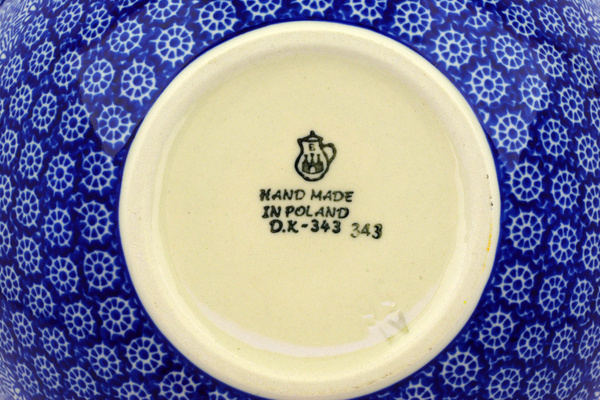 E
HAND MADE
IN POLAND
D.K-343 343